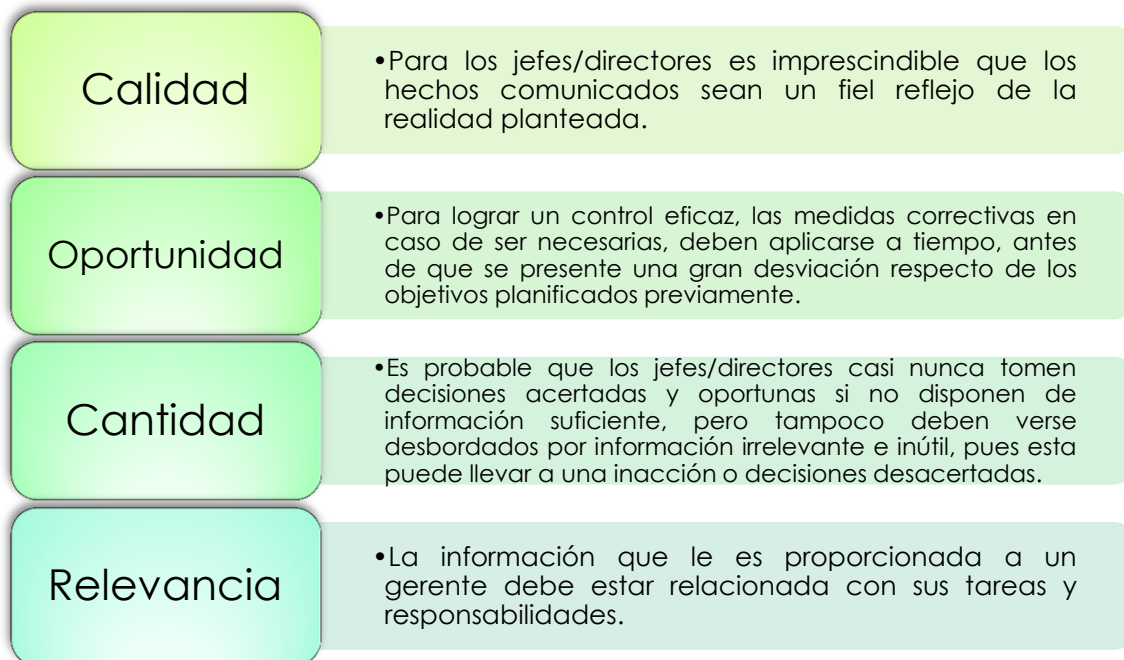 Calidad
•Para los jefes/directores es imprescindible que los
hechos comunicados sean un fiel reflejo de la
realidad planteada.
Oportunidad
•Para lograr un control eficaz, las medidas correctivas en
caso de ser necesarias, deben aplicarse a tiempo, antes
de que se presente una gran desviación respecto de los
objetivos planificados previamente.
Cantidad
•Es probable que los jefes/directores casi nunca tomen
decisiones acertadas y oportunas si no disponen de
información suficiente, pero tampoco deben verse
desbordados por información irrelevante e inútil, pues esta
puede llevar a una inacción o decisiones desacertadas.
Relevancia
•La información que le es proporcionada a un
gerente debe estar relacionada con sus tareas y
responsabilidades.